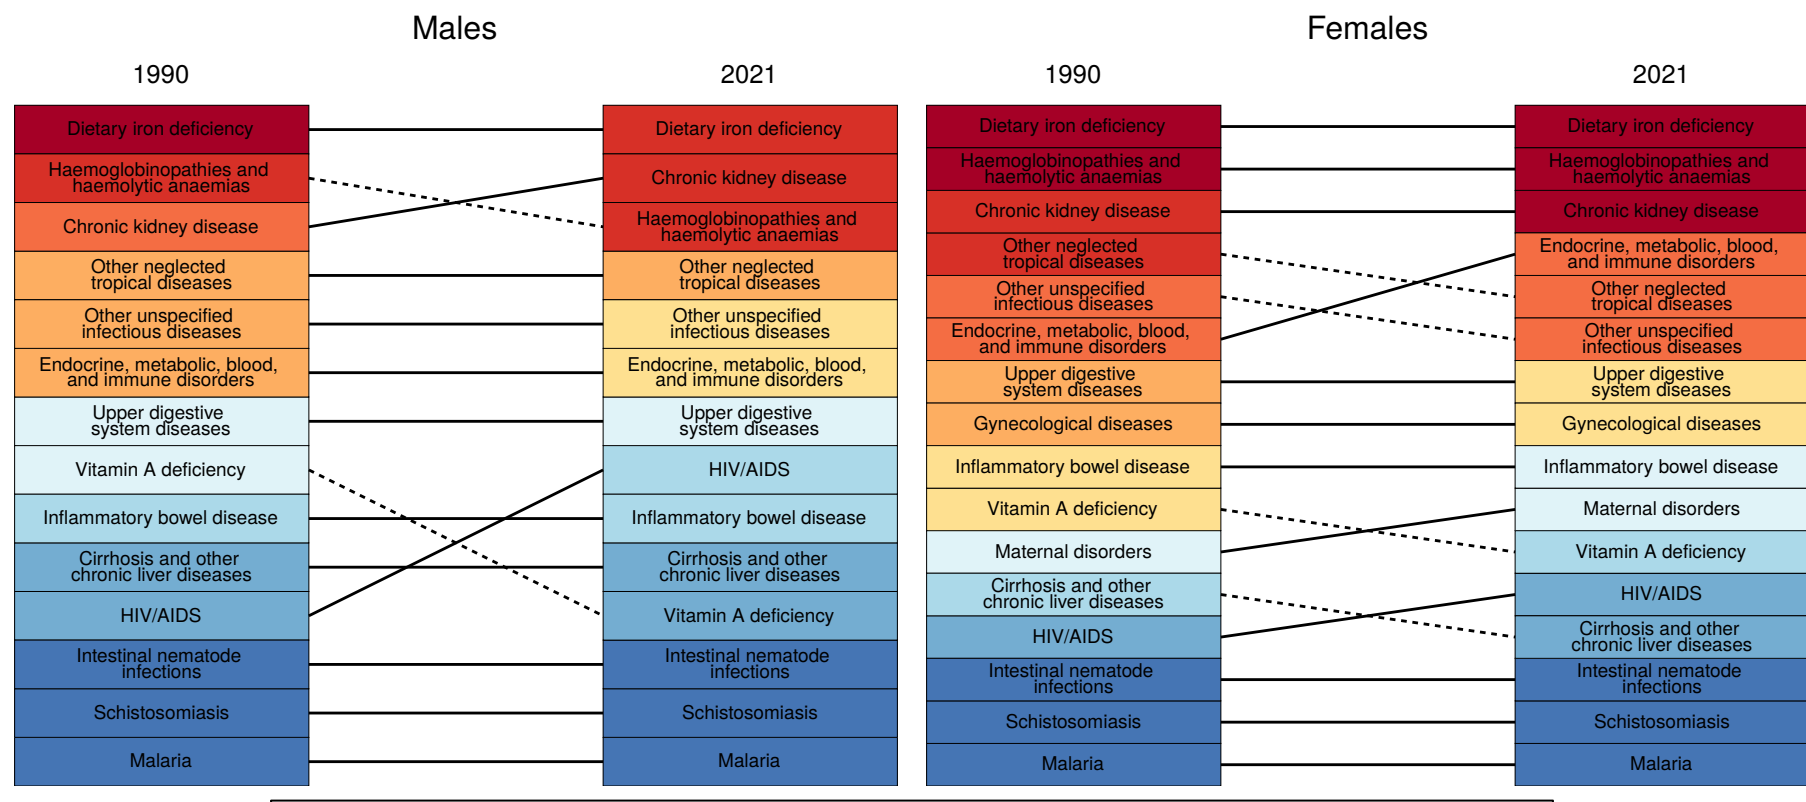 Males
Females
1990
2021
1990
2021
Dietary iron deficiency
Haemoglobinopathies and
haemolytic anaemias
Chronic kidney disease
Other neglected
tropical diseases
Other unspecified
infectious diseases
Endocrine, metabolic, blood,
and immune disorders
Upper digestive
system diseases
Vitamin A deficiency
Inflammatory bowel disease
Cirrhosis and other
chronic liver diseases
HIV/AIDS
Intestinal nematode
infections
Schistosomiasis
Malaria
Dietary iron deficiency
Chronic kidney disease
Haemoglobinopathies and
haemolytic anaemias
Other neglected
tropical diseases
Other unspecified
infectious diseases
Endocrine, metabolic, blood,
and immune disorders
Upper digestive
system diseases
HIV/AIDS
Inflammatory bowel disease
Cirrhosis and other
chronic liver diseases
Vitamin A deficiency
Intestinal nematode
infections
Schistosomiasis
Malaria
Dietary iron deficiency
Haemoglobinopathies and
haemolytic anaemias
Chronic kidney disease
Other neglected
tropical diseases
Other unspecified
infectious diseases
Endocrine, metabolic, blood,
and immune disorders
Upper digestive
system diseases
Gynecological diseases
Inflammatory bowel disease
Vitamin A deficiency
Maternal disorders
Cirrhosis and other
chronic liver diseases
HIV/AIDS
Intestinal nematode
infections
Schistosomiasis
Malaria
Dietary iron deficiency
Haemoglobinopathies and
haemolytic anaemias
Chronic kidney disease
Endocrine, metabolic, blood,
and immune disorders
Other neglected
tropical diseases
Other unspecified
infectious diseases
Upper digestive
system diseases
Gynecological diseases
Inflammatory bowel disease
Maternal disorders
Vitamin A deficiency
HIV/AIDS
Cirrhosis and other
chronic liver diseases
Intestinal nematode
infections
Schistosomiasis
Malaria